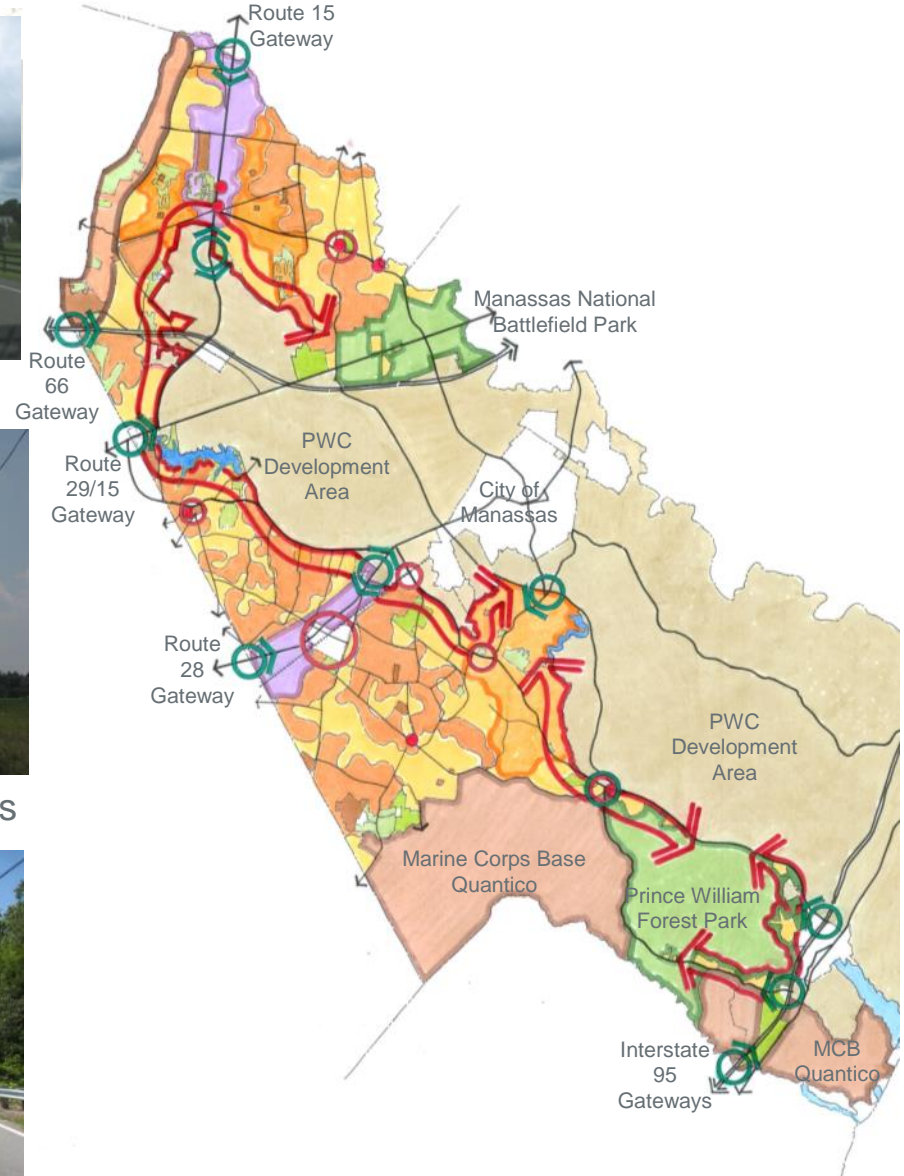 Route 15
Gateway
Manassas National
Battlefield Park
Route
66
Gateway
PWC
Development
Area
Route
29/15
Gateway
City of
Manassas
Route
28
Gateway
PWC
Development
Area
s
Marine Corps Base
Quantico
Prince William
Forest Park
Interstate
95
Gateways
MCB
Quantico